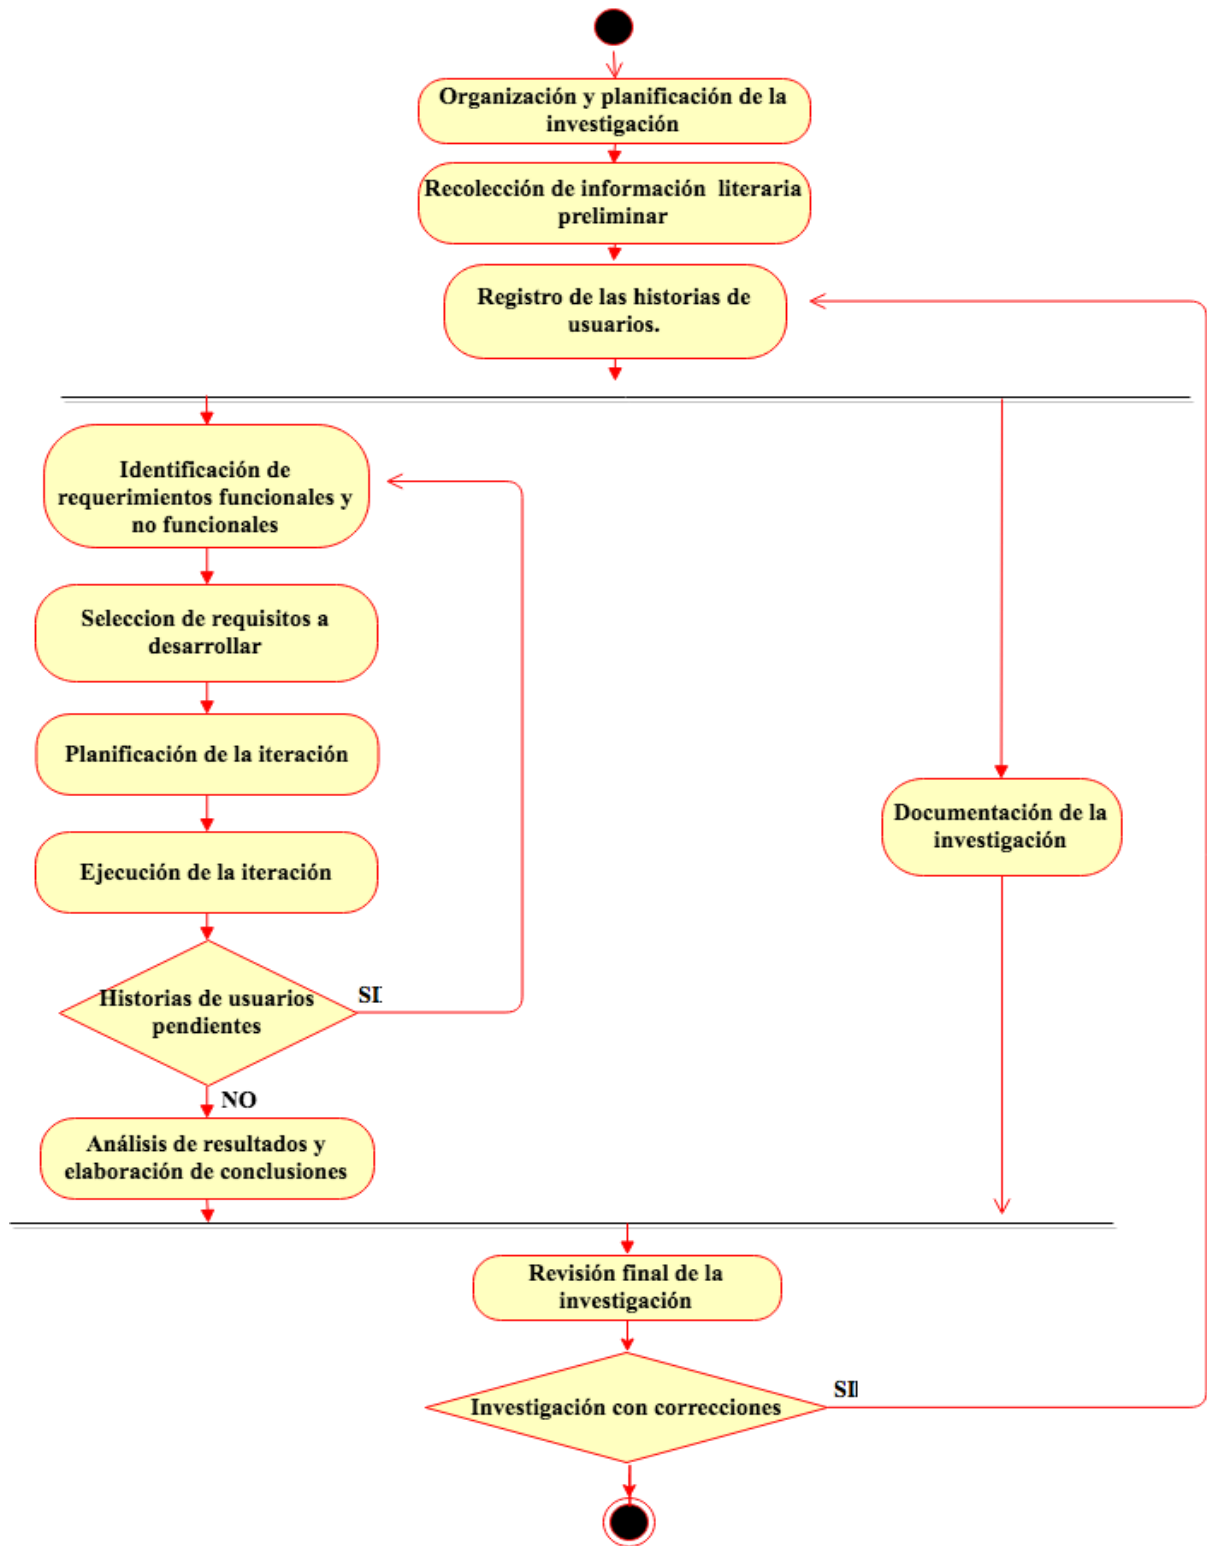 Organización y planificación de la
investigación
Recolección de información literaria
preliminar
Registro de las historias de
usuarios.
Identificación de
requerimientos funcionales y
no funcionales
Seleccion de requisitos a
desarrollar
Planificación de la iteración
Documentación de la
investigación
Ejecución de la iteración
Historias de usuarios
pendientes
SI
NO
Análisis de resultados y
elaboración de conclusiones
Revisión final de la
investigación
Investigación con correcciones
SI